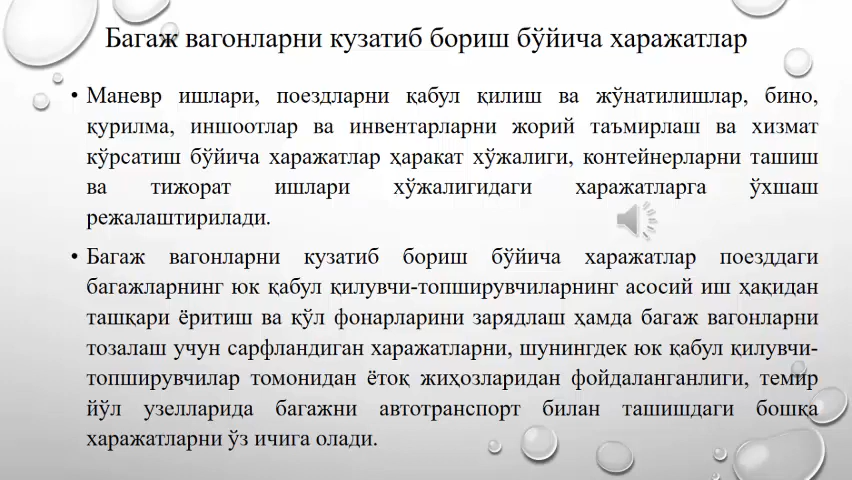 Багаж вагонларни кузатиб бориш бўйича харажатлар
• Маневр ишлари, поездларни қабул қилиш ва жўнатилишлар, бино,
қурилма, иншоотлар ва инвентарларни жорий таъмирлаш ва хизмат
кўрсатиш бўйича харажатлар ҳаракат хўжалиги, контейнерларни ташиш
ва тижорат ишлари хўжалигидаги харажатларга ўхшаш
режалаштирилади.
• Багаж вагонларни кузатиб бориш бўйича харажатлар поезддаги
багажларнинг юк қабул қилувчи-топширувчиларнинг асосий иш ҳақидан
ташқари ёритиш ва қўл фонарларини зарядлаш ҳамда багаж вагонларни
тозалаш учун сарфландиган харажатларни, шунингдек юк қабул қилувчи-
топширувчилар томонидан ётоқ жиҳозларидан фойдаланганлиги, темир
йўл узелларида багажни автотранспорт билан ташишдаги бошқа
харажатларни ўз ичига олади.